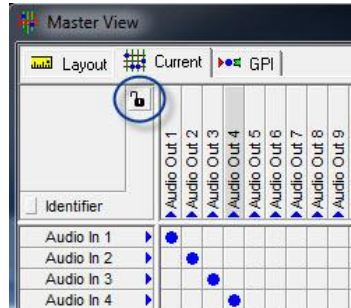 Master View
Layout Current GPI
Audio Out 1
Audio Out 2
Audio Out 3
Audio Out 4
Audio Out 5
Audio Out 6
Audio Out 7
Audio Out 8
Audio Out 9
Identifier
Audio In 1
Audio In 2
Audio In 3
Audio In 4